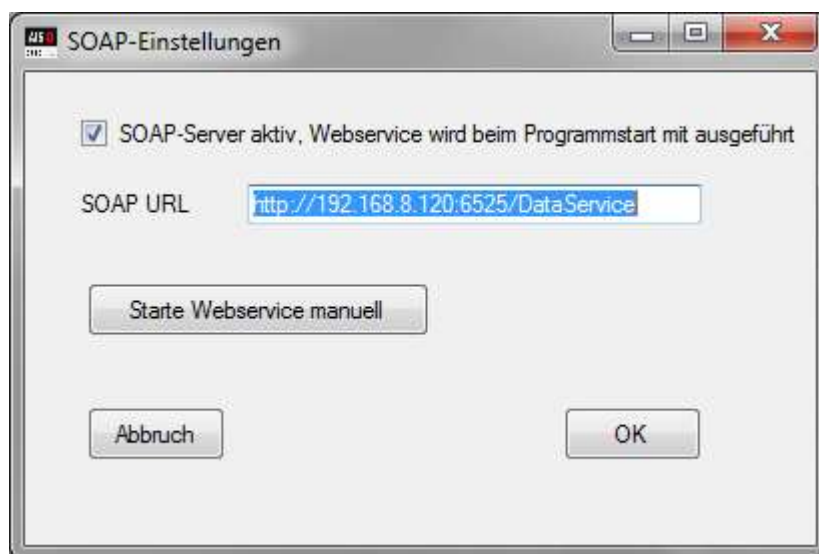 SOAP-Einstellungen
SOAP-Server aktiv, Webservice wird beim Programmstart mit ausgeführt
SOAP URL http://192.168.8.120:6525/DataService
Starte Webservice manuell
Abbruch OK